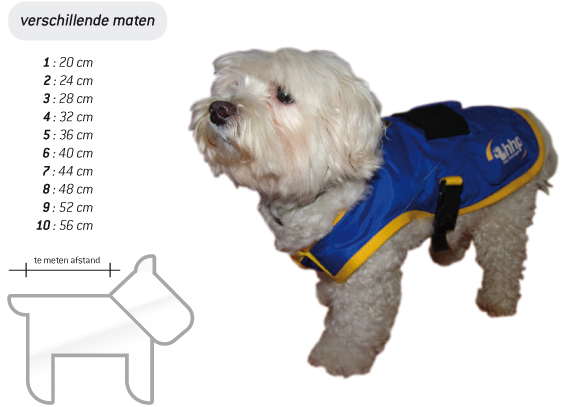 verschillende maten
1 : 20 cm
2 : 24 cm
3 : 28 cm
4 : 32 cm
5 : 36 cm
6 : 40 cm
7 : 44 cm
8 : 48 cm
9 : 52 cm
10 : 56 cm
te meten afstand
hhp